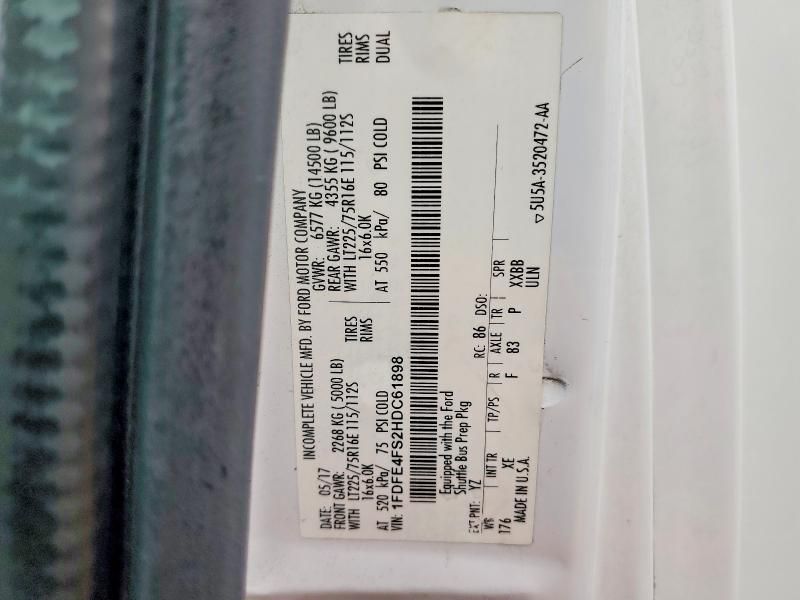 INCOMPLETE VEHICLE MFD. BY FORD MOTOR COMPANY
DATE: 05/17 GVWR: 6577 KG (14500 LB)
FRONT GAWR: 2268 KG ( 5000 LB) REAR GAWR: 4355 KG ( 9600 LB)
WITH LT225/75R16E 115/112S TIRES WITH LT225/75R16E 115/112S TIRES
16x6.0K RIMS 16x6.0K RIMS
AT 520 kPa/ 75 PSI COLD AT 550 kPa/ 80 PSI COLD DUAL
VIN: 1FDFE4FS2HDC61898
Equipped with the Ford
Shuttle Bus Prep Pkg
EXT PNT: YZ RC: 86 DSO:
WB INT TR TP/PS R AXLE TR SPR
176 XE F 83 P XXBB
MADE IN U.S.A. ULN
▽ 5U5A-3520472-AA